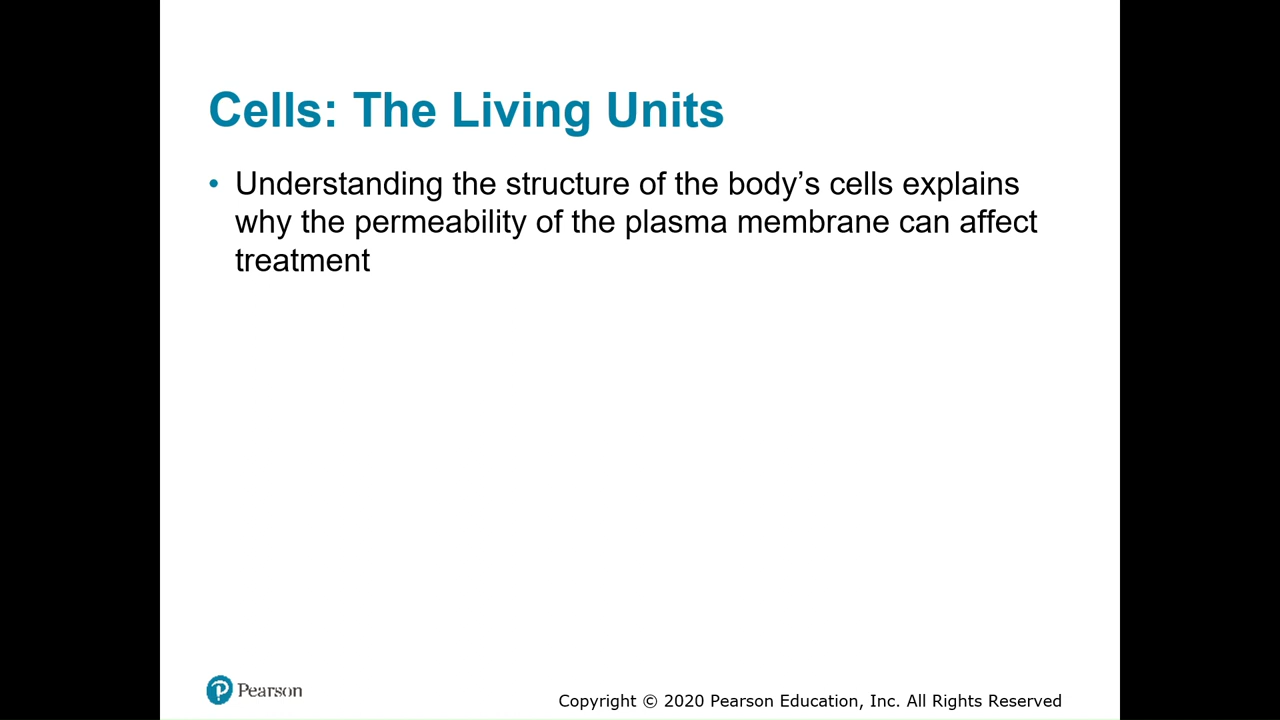 Cells: The Living Units
• Understanding the structure of the body’s cells explains
why the permeability of the plasma membrane can affect
treatment
Pearson
Copyright © 2020 Pearson Education, Inc. All Rights Reserved